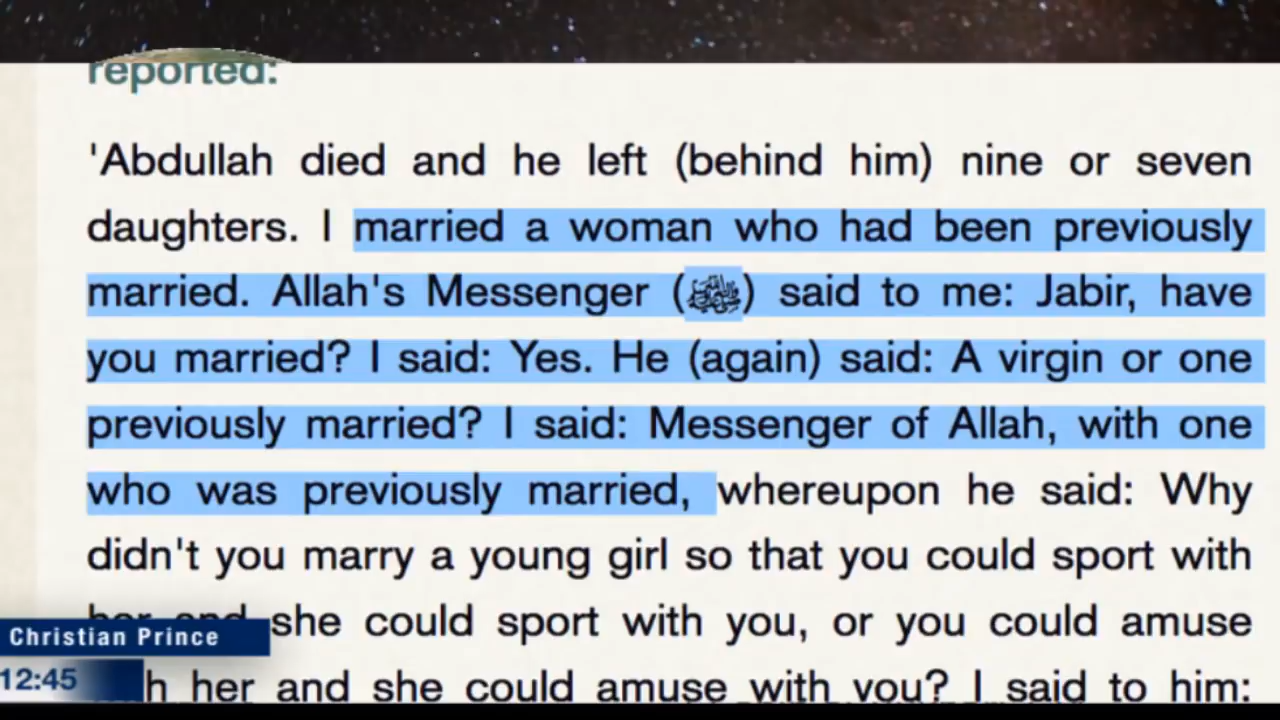 reported:
'Abdullah died and he left (behind him) nine or seven
daughters. I married a woman who had been previously
married. Allah's Messenger (ﷺ) said to me: Jabir, have
you married? I said: Yes. He (again) said: A virgin or one
previously married? I said: Messenger of Allah, with one
who was previously married, whereupon he said: Why
didn't you marry a young girl so that you could sport with
her and she could sport with you, or you could amuse
her and she could amuse with you? I said to him:
Christian Prince
12:45